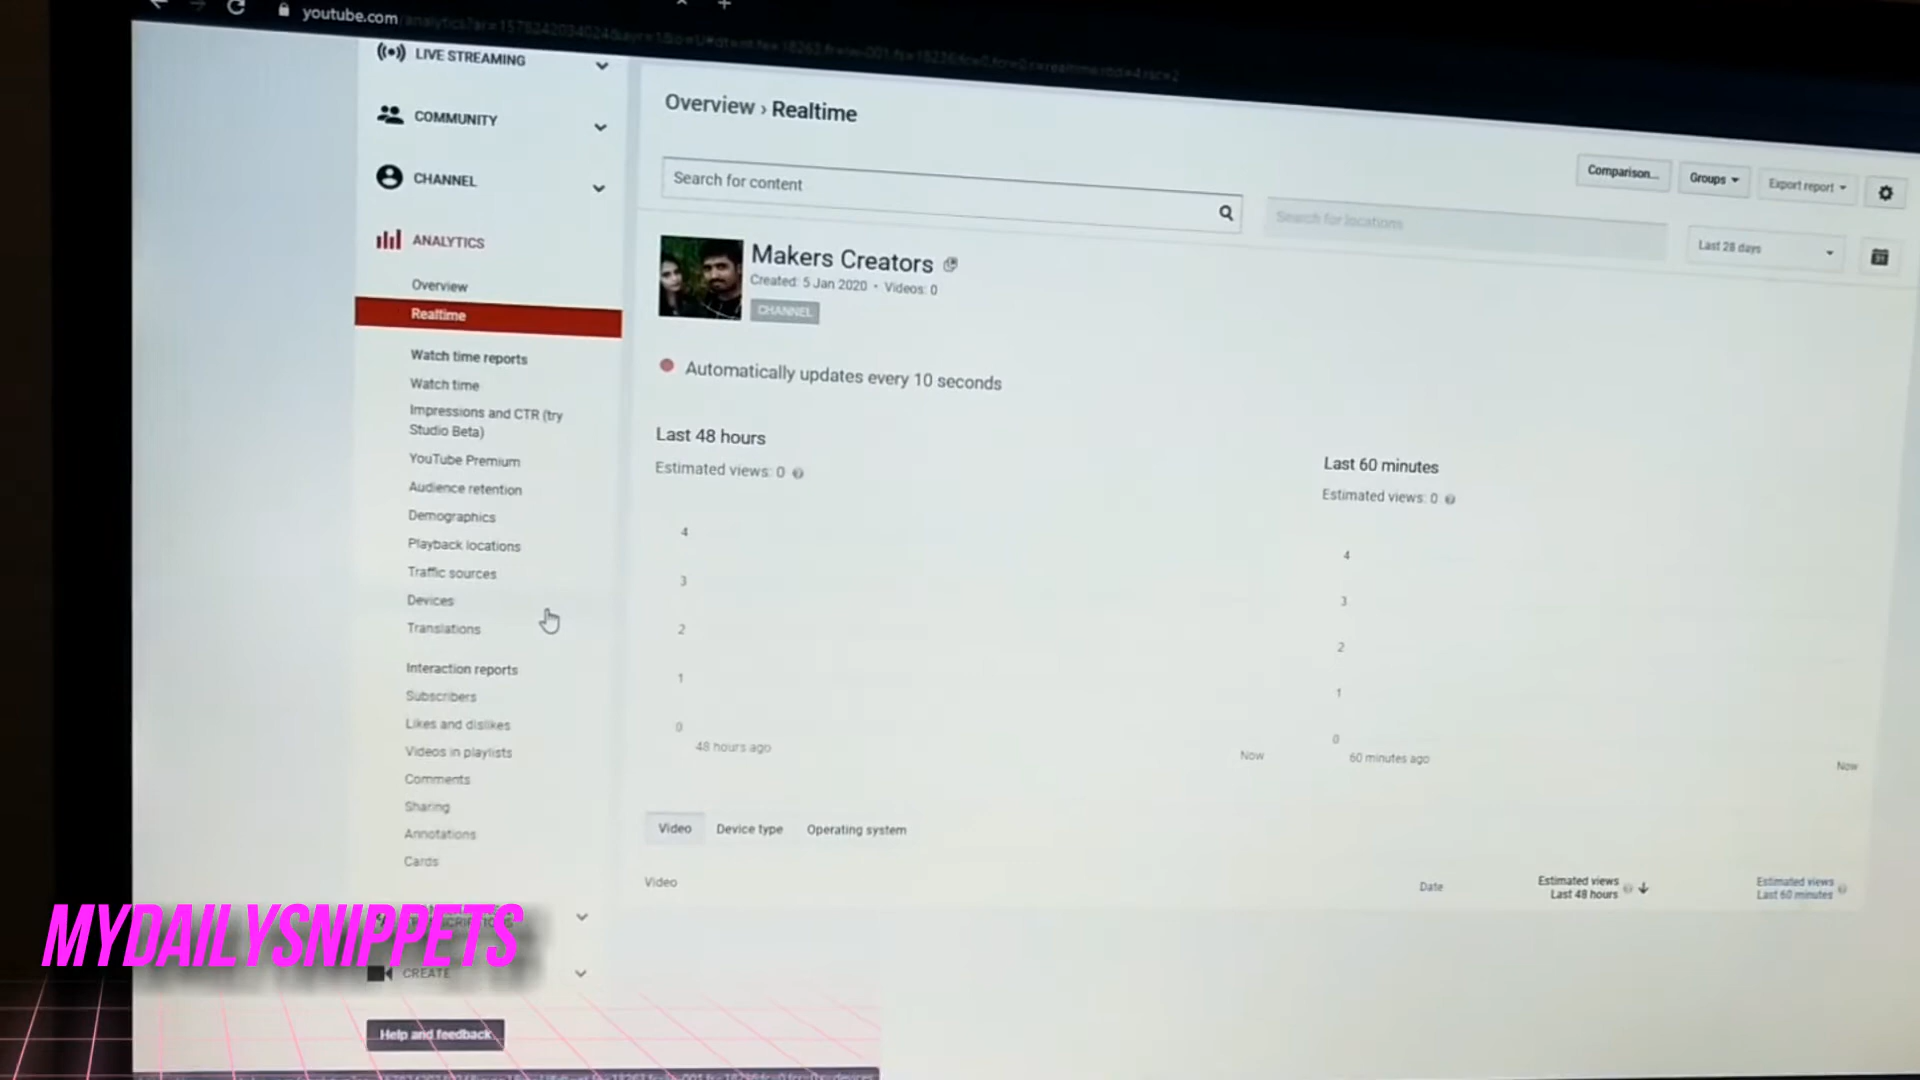 youtube.com
LIVE STREAMING
COMMUNITY
CHANNEL
ANALYTICS
Overview
Realtime
Watch time reports
Watch time
Impressions and CTR (try
Studio Beta)
YouTube Premium
Audience retention
Demographics
Playback locations
Traffic sources
Devices
Translations
Interaction reports
Subscribers
Likes and dislikes
Videos in playlists
Comments
Sharing
Annotations
Cards
CREATE
Help and feedback
Overview › Realtime
Comparison...
Groups
Export report
Search for content
Search for locations
Last 28 days
Makers Creators
Created: 5 Jan 2020 • Videos: 0
CHANNEL
Automatically updates every 10 seconds
Last 48 hours
Estimated views: 0
4
3
2
1
0
48 hours ago
Now
Last 60 minutes
Estimated views: 0
4
3
2
1
0
60 minutes ago
Now
Video Device type Operating system
Video
Date
Estimated views
Last 48 hours
Estimated views
Last 60 minutes
MYDAILYSNIPPETS